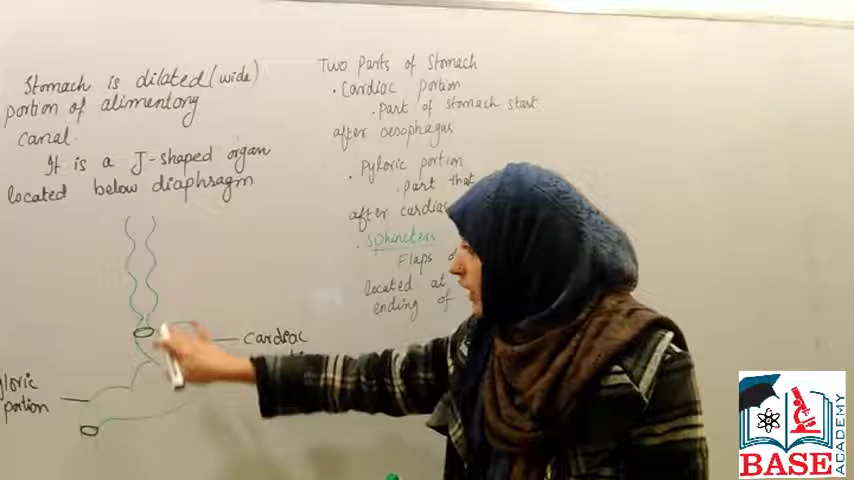 Stomach is dilated (wide)
portion of alimentory
canal.
It is a J-shaped organ
located below diaphragm
Two Parts of Stomach
. Cardiac Portion
. Part of stomach start
after oesophagus
. Pyloric portion
. part that
after cardiac
. Sphincters
Flaps
located at
ending of
cardiac
portion
BASE
ACADEMY